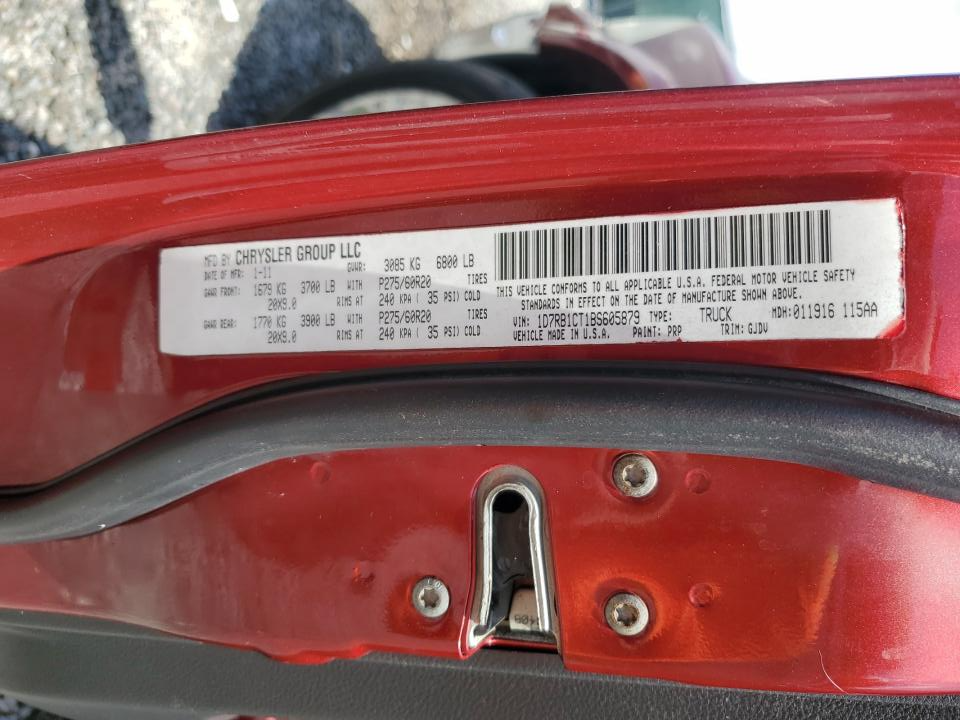 MFD BY CHRYSLER GROUP LLC
DATE OF MFR: 1-11 GVWR: 3085 KG 6800 LB
GAWR FRONT: 1679 KG 3700 LB WITH P275/60R20 TIRES
20X9.0 RIMS AT 240 KPA ( 35 PSI) COLD
GAWR REAR: 1770 KG 3900 LB WITH P275/60R20 TIRES
20X9.0 RIMS AT 240 KPA ( 35 PSI) COLD
THIS VEHICLE CONFORMS TO ALL APPLICABLE U.S.A. FEDERAL MOTOR VEHICLE SAFETY
STANDARDS IN EFFECT ON THE DATE OF MANUFACTURE SHOWN ABOVE.
VIN: 1D7RB1CT1BS605879 TYPE: TRUCK MDH:011916 115AA
VEHICLE MADE IN U.S.A. PAINT: PRP TRIM: GJDV